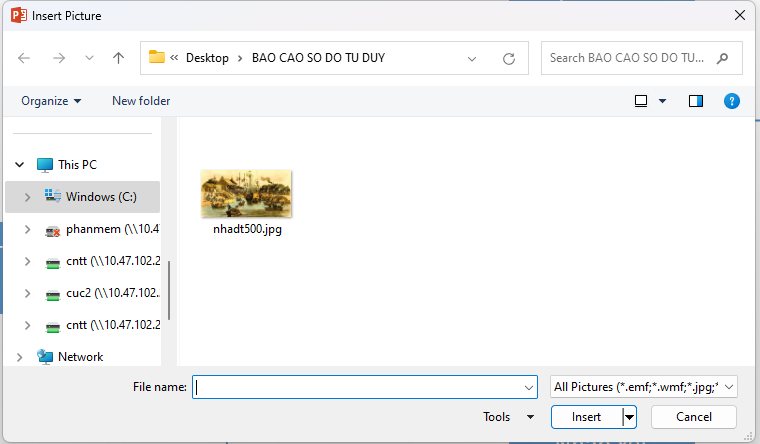 Insert Picture
Desktop > BAO CAO SO DO TU DUY
Search BAO CAO SO DO TU...
Organize
New folder
This PC
Windows (C:)
phanmem (\\10.47
cntt (\\10.47.102.2
cuc2 (\\10.47.102.
cntt (\\10.47.102.2
Network
nhadt500.jpg
File name:
All Pictures (*.emf;*.wmf;*.jpg;*
Tools
Insert
Cancel